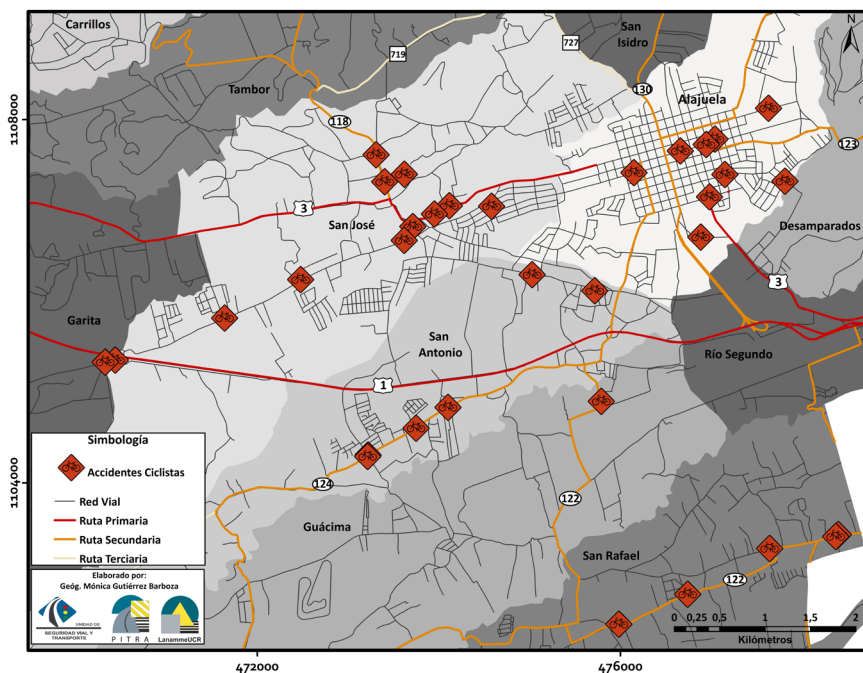 Carrillos
San
Isidro
N
719
727
Tambor
130
Alajuela
1108000
118
123
3
San José
Desamparados
3
Garita
San
Antonio
Río Segundo
1
Simbología
Accidentes Ciclistas
Red Vial
Ruta Primaria
Ruta Secundaria
Ruta Terciaria
1104000
124
122
Guácima
San Rafael
122
Elaborado por:
Geóg. Mónica Gutiérrez Barboza
UNIDAD DE
SEGURIDAD VIAL Y
TRANSPORTE
PITRA
LanammeUCR
0 0,25 0,5 1 1,5 2
Kilómetros
472000
476000